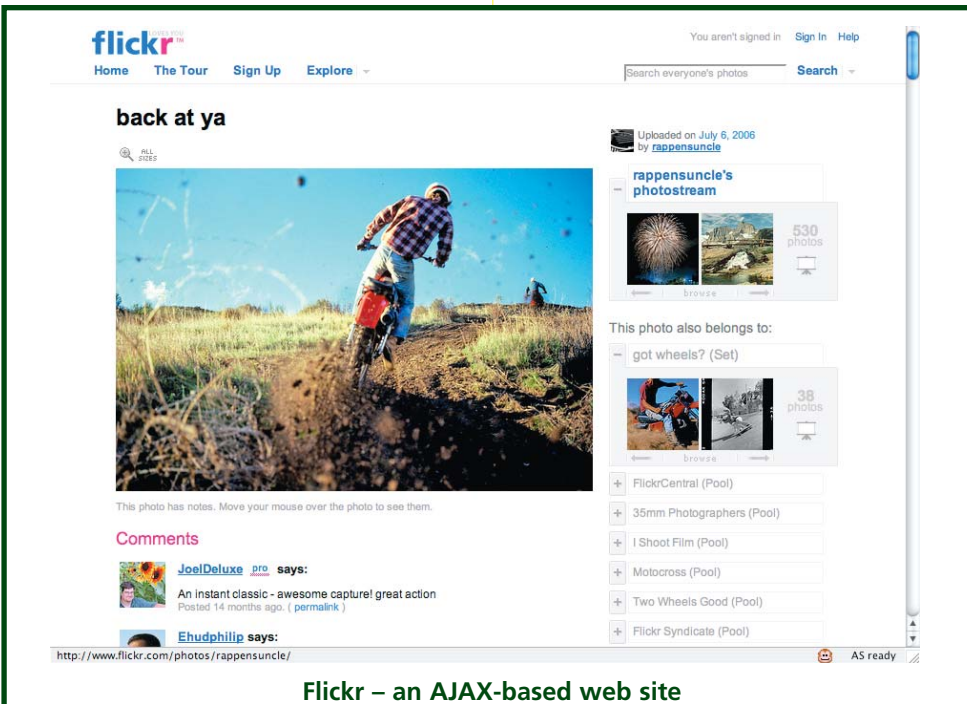 flickr LOVES YOU ™
You aren't signed in Sign In Help
Home The Tour Sign Up Explore
Search everyone's photos Search
back at ya
ALL SIZES
Uploaded on July 6, 2006
by rappensuncle
rappensuncle's
photostream
530
photos
browse
This photo also belongs to:
got wheels? (Set)
38
photos
browse
FlickrCentral (Pool)
35mm Photographers (Pool)
I Shoot Film (Pool)
Motocross (Pool)
Two Wheels Good (Pool)
Flickr Syndicate (Pool)
This photo has notes. Move your mouse over the photo to see them.
Comments
JoelDeluxe pro says:
An instant classic - awesome capture! great action
Posted 14 months ago. ( permalink )
Ehudphilip says:
http://www.flickr.com/photos/rappensuncle/
AS ready
Flickr – an AJAX-based web site